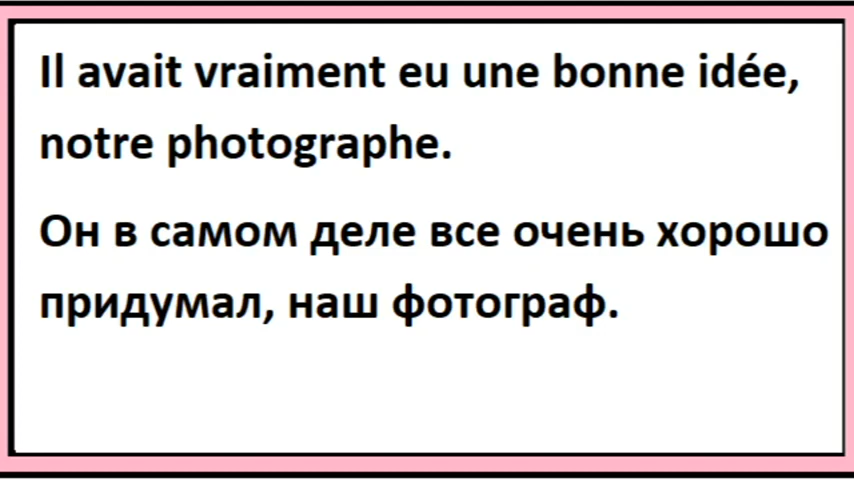 Il avait vraiment eu une bonne idée,
notre photographe.
Он в самом деле все очень хорошо
придумал, наш фотограф.